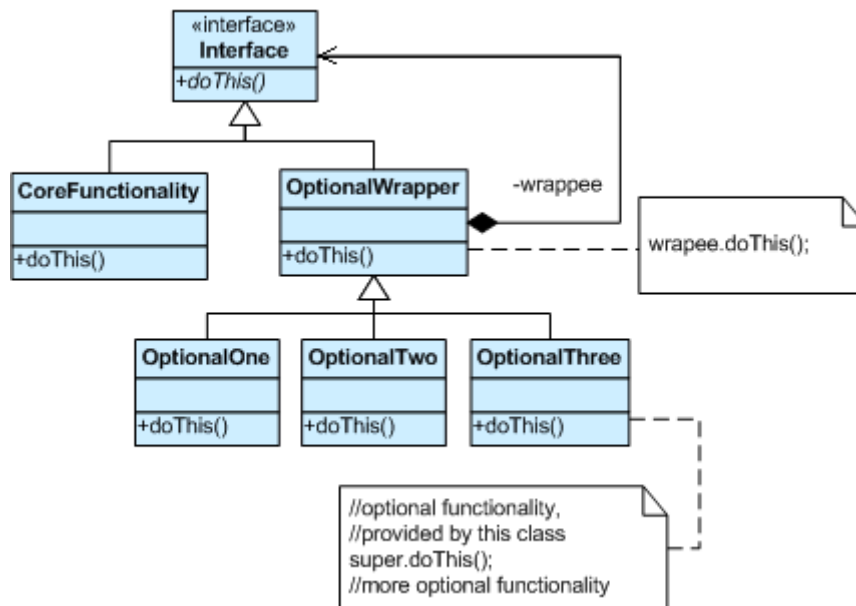 «interface»
Interface
+doThis()
CoreFunctionality
+doThis()
OptionalWrapper
+doThis()
-wrappee
wrapee.doThis();
OptionalOne
+doThis()
OptionalTwo
+doThis()
OptionalThree
+doThis()
//optional functionality,
//provided by this class
super.doThis();
//more optional functionality